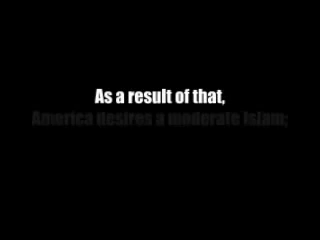 As a result of that,
America desires a moderate Islam;